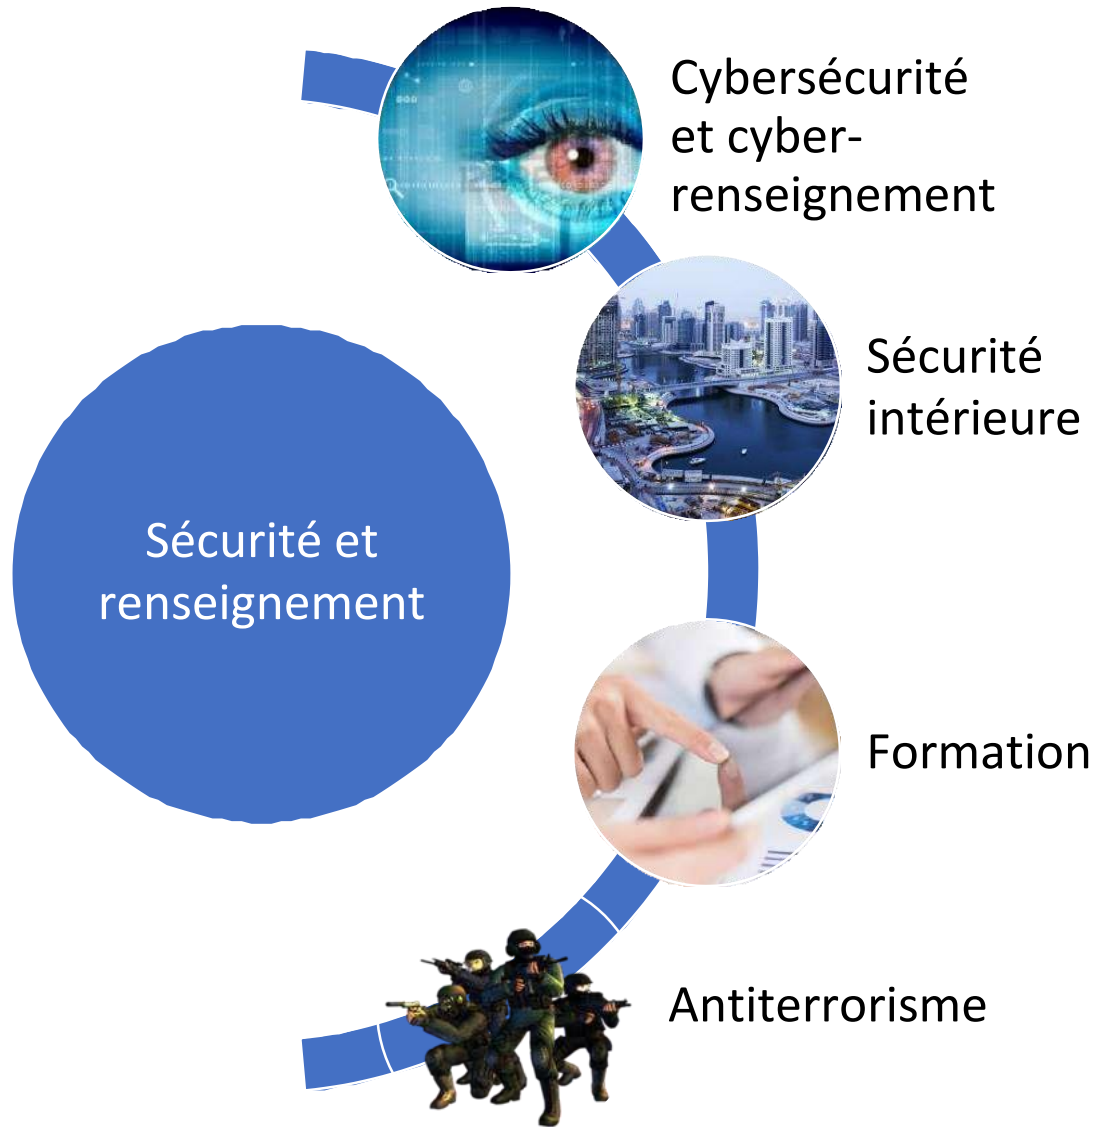 Cybersécurité
et cyber-
renseignement
Sécurité
intérieure
Sécurité et
renseignement
Formation
Antiterrorisme